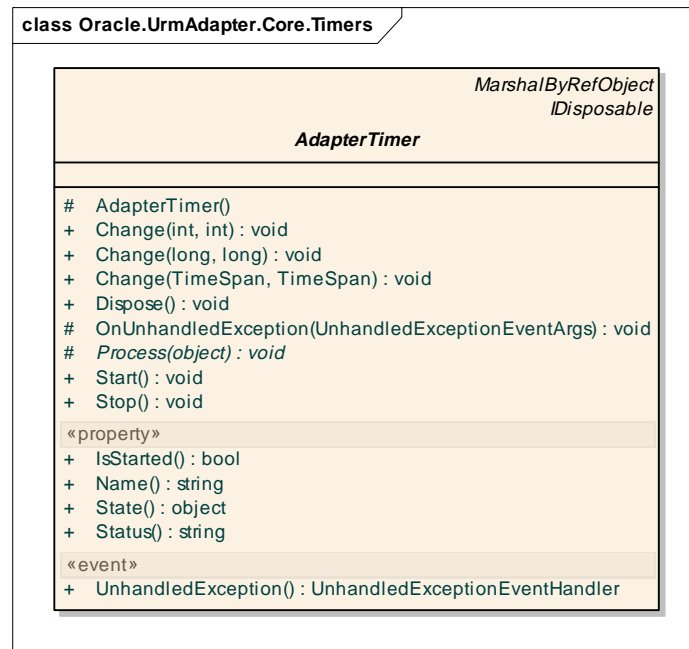 class Oracle.UrmAdapter.Core.Timers
MarshalByRefObject
IDisposable
AdapterTimer
# AdapterTimer()
+ Change(int, int) : void
+ Change(long, long) : void
+ Change(TimeSpan, TimeSpan) : void
+ Dispose() : void
# OnUnhandledException(UnhandledExceptionEventArgs) : void
# Process(object) : void
+ Start() : void
+ Stop() : void
«property»
+ IsStarted() : bool
+ Name() : string
+ State() : object
+ Status() : string
«event»
+ UnhandledException() : UnhandledExceptionEventHandler